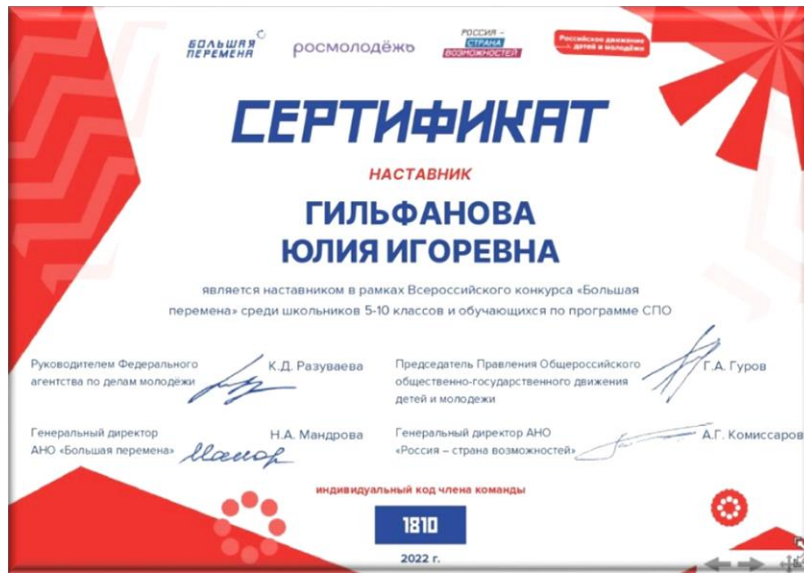 БОЛЬШАЯ
ПЕРЕМЕНА
росмолодёжь
РОССИЯ –
СТРАНА
ВОЗМОЖНОСТЕЙ
Российское движение
детей и молодёжи
СЕРТИФИКАТ
НАСТАВНИК
ГИЛЬФАНОВА
ЮЛИЯ ИГОРЕВНА
является наставником в рамках Всероссийского конкурса «Большая
перемена» среди школьников 5-10 классов и обучающихся по программе СПО
Руководителем Федерального
агентства по делам молодёжи
К.Д. Разуваева
Председатель Правления Общероссийского
общественно-государственного движения
детей и молодежи
Г.А. Гуров
Генеральный директор
АНО «Большая перемена»
Н.А. Мандрова
Генеральный директор АНО
«Россия – страна возможностей»
А.Г. Комиссаров
индивидуальный код члена команды
1810
2022 г.